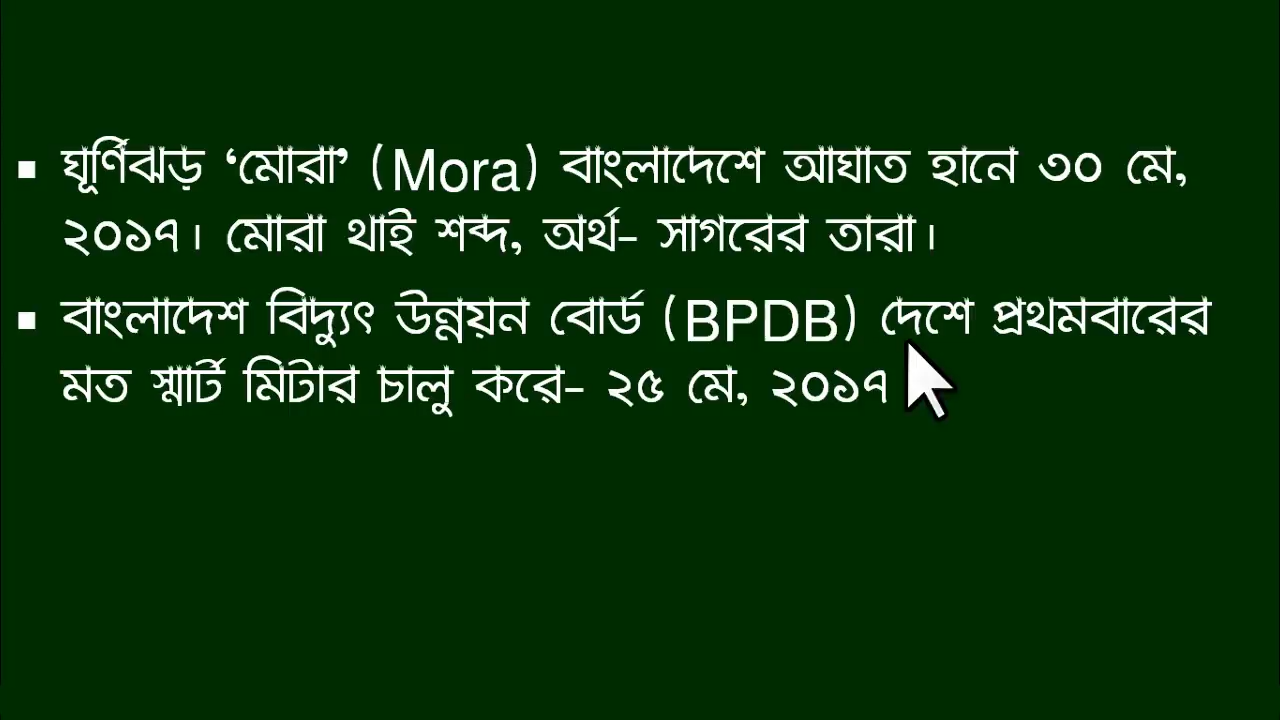 ▪ ঘূর্ণিঝড় ‘মোরা’ (Mora) বাংলাদেশে আঘাত হানে ৩০ মে,
২০১৭। মোরা থাই শব্দ, অর্থ- সাগরের তারা।
▪ বাংলাদেশ বিদ্যুৎ উন্নয়ন বোর্ড (BPDB) দেশে প্রথমবারের
মত স্মার্ট মিটার চালু করে- ২৫ মে, ২০১৭